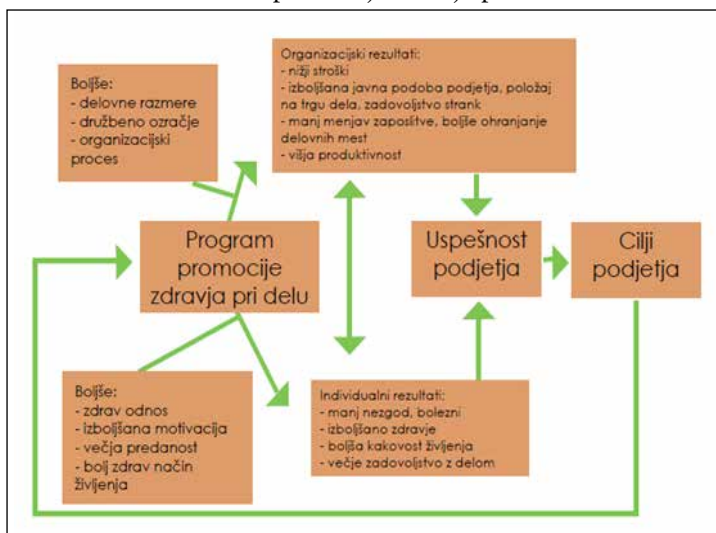 Boljše:
- delovne razmere
- družbeno ozračje
- organizacijski
proces
Organizacijski rezultati:
- nižji stroški
- izboljšana javna podoba podjetja, položaj
na trgu dela, zadovoljstvo strank
- manj menjav zaposlitve, boljše ohranjanje
delovnih mest
- višja produktivnost
Program
promocije
zdravja pri delu
Uspešnost
podjetja
Cilji
podjetja
Boljše:
- zdrav odnos
- izboljšana motivacija
- večja predanost
- bolj zdrav način
življenja
Individualni rezultati:
- manj nezgod, bolezni
- izboljšano zdravje
- boljša kakovost življenja
- večje zadovoljstvo z delom